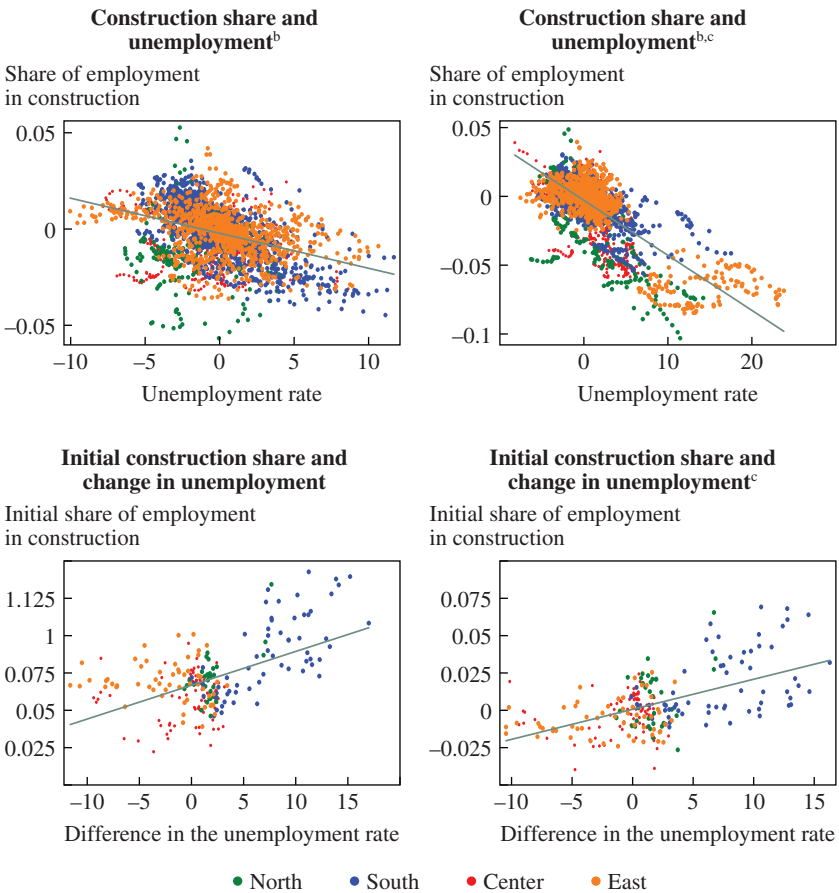 Construction share and
unemploymentᵇ
Share of employment
in construction
0.05
0
–0.05
–10
–5
0
5
10
Unemployment rate
Construction share and
unemploymentᵇ,ᶜ
Share of employment
in construction
0.05
0
–0.05
–0.1
0
10
20
Unemployment rate
Initial construction share and
change in unemployment
Initial share of employment
in construction
1.125
1
0.075
0.05
0.025
–10
–5
0
5
10
15
Difference in the unemployment rate
Initial construction share and
change in unemploymentᶜ
Initial share of employment
in construction
0.075
0.05
0.025
0
–0.025
–10
–5
0
5
10
15
Difference in the unemployment rate
North South Center East